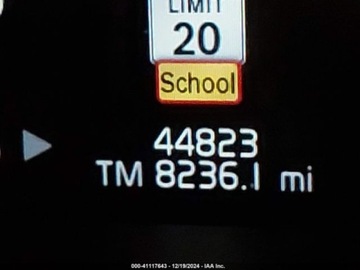 LIMIT
20
School
44823
TM 8236.1 mi
000-41117643 - 12/19/2024 - IAA Inc.